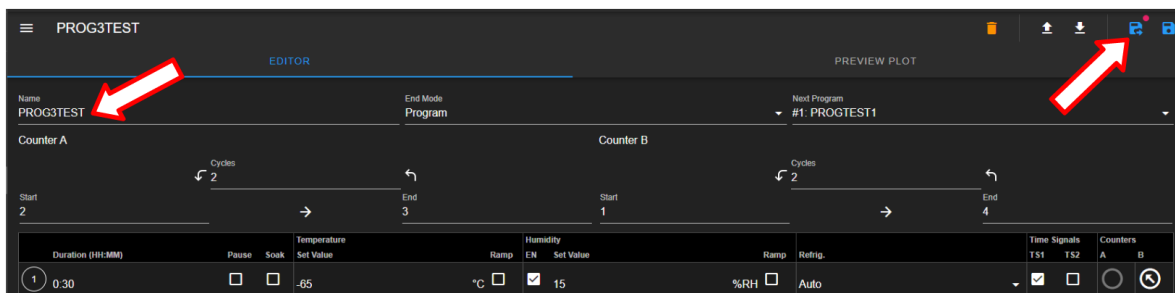 PROG3TEST
EDITOR PREVIEW PLOT
Name End Mode Next Program
PROG3TEST Program #1: PROGTEST1
Counter A Counter B
Cycles Cycles
2 2
Start End Start End
2 3 1 4
Temperature Humidity Time Signals Counters
Duration (HH:MM) Pause Soak Set Value Ramp EN Set Value Ramp Refrig. TS1 TS2 A B
1 0:30 -65 °C 15 %RH Auto